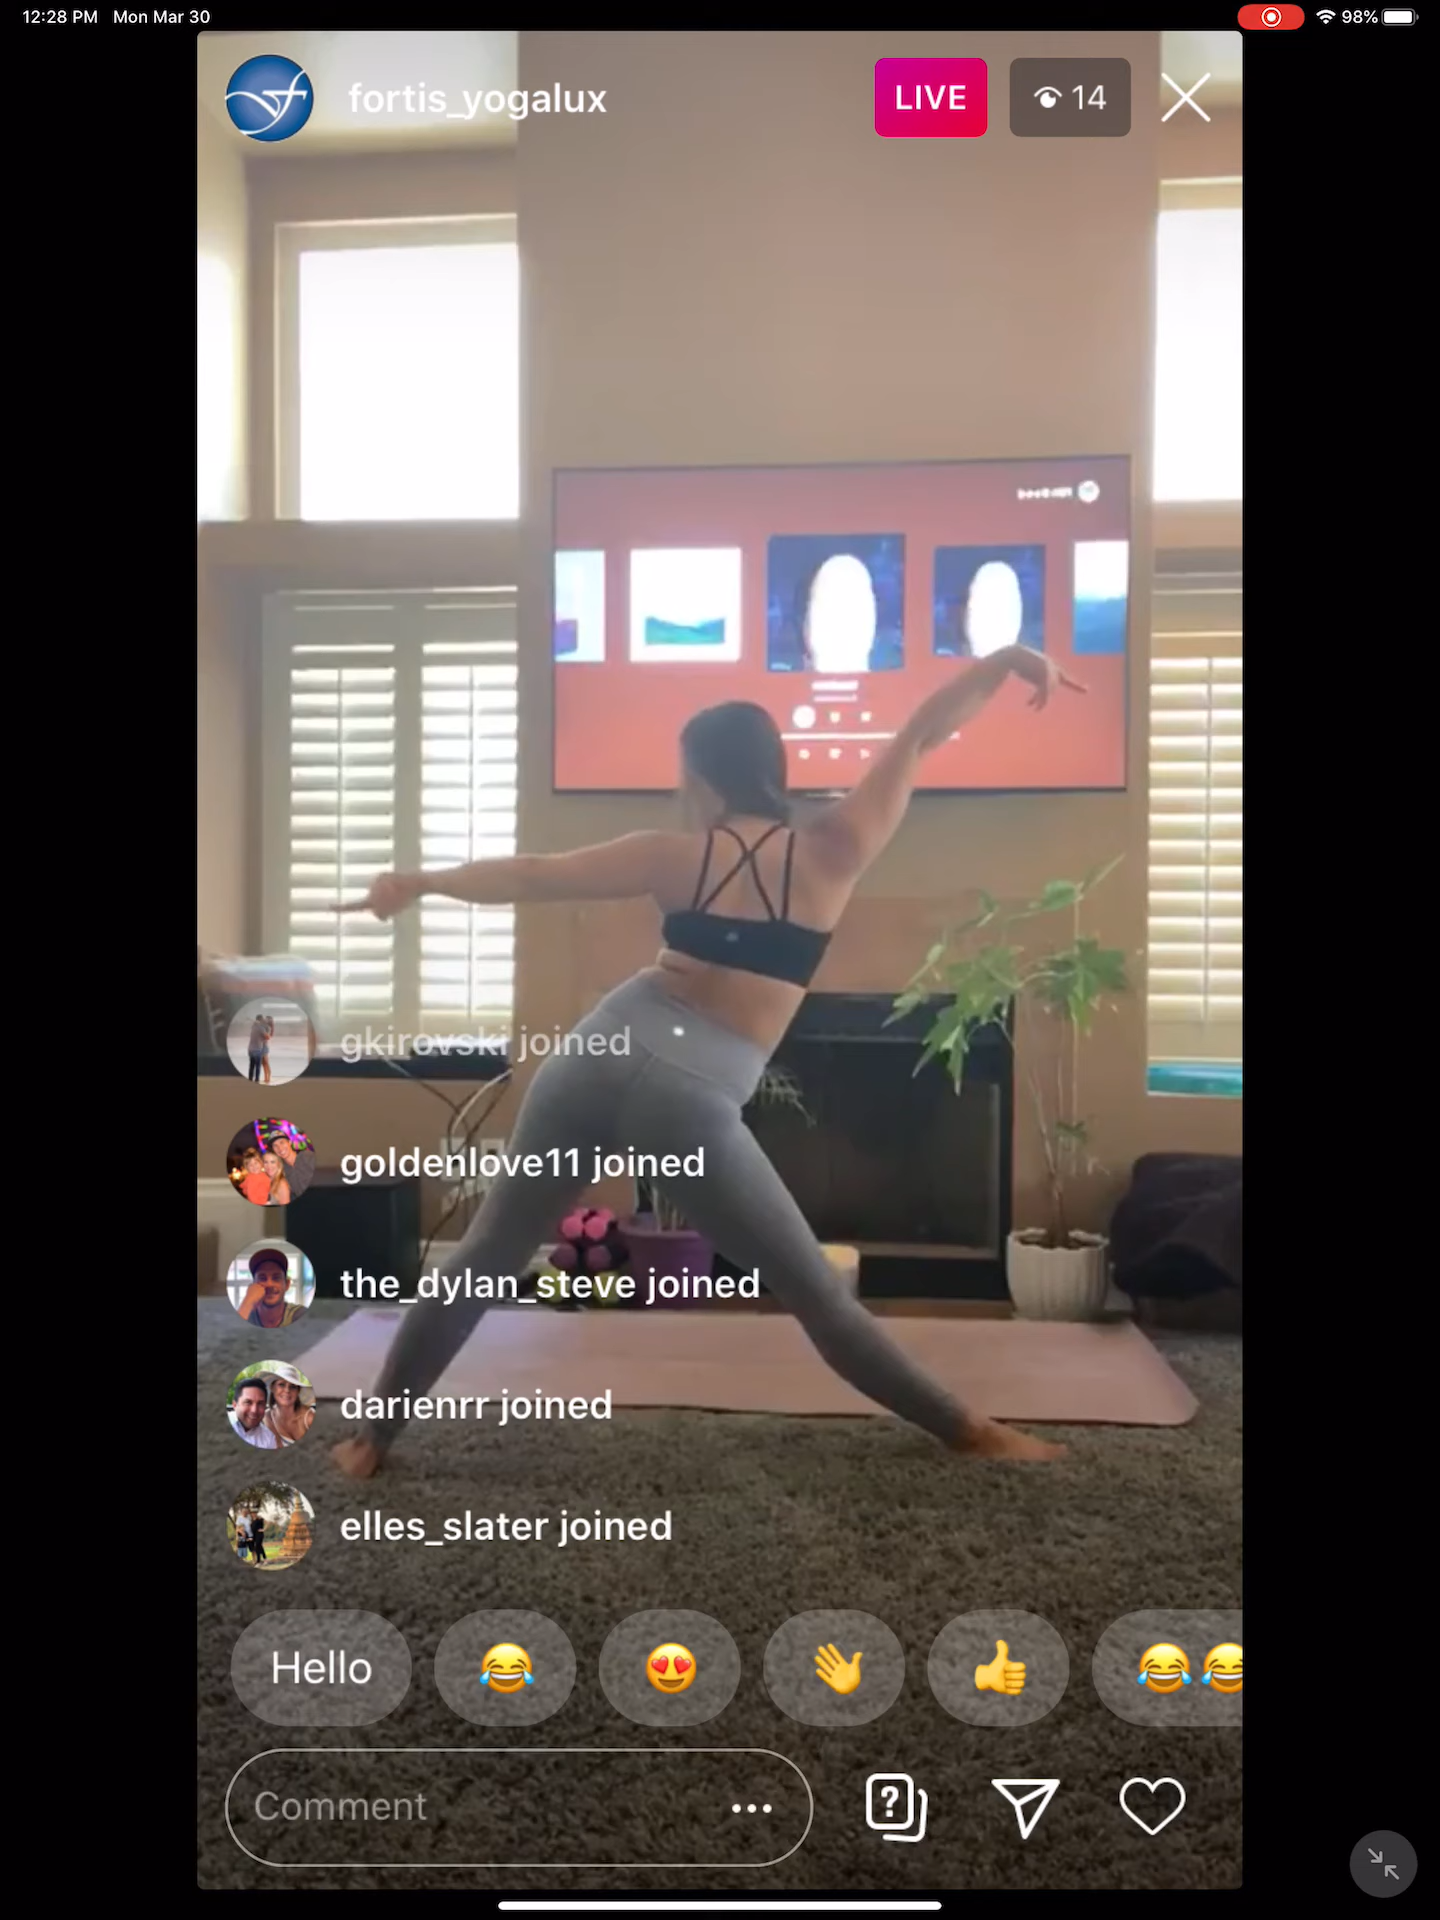 12:28 PM Mon Mar 30
98%
fortis_yogalux
LIVE
14
gkirovski joined
goldenlove11 joined
the_dylan_steve joined
darienrr joined
elles_slater joined
Hello
Comment